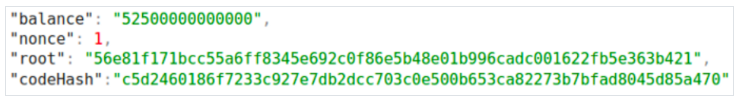 "balance": "52500000000000",
"nonce": 1,
"root": "56e81f171bcc55a6ff8345e692c0f86e5b48e01b996cadc001622fb5e363b421",
"codeHash":"c5d2460186f7233c927e7db2dcc703c0e500b653ca82273b7bfad8045d85a470"